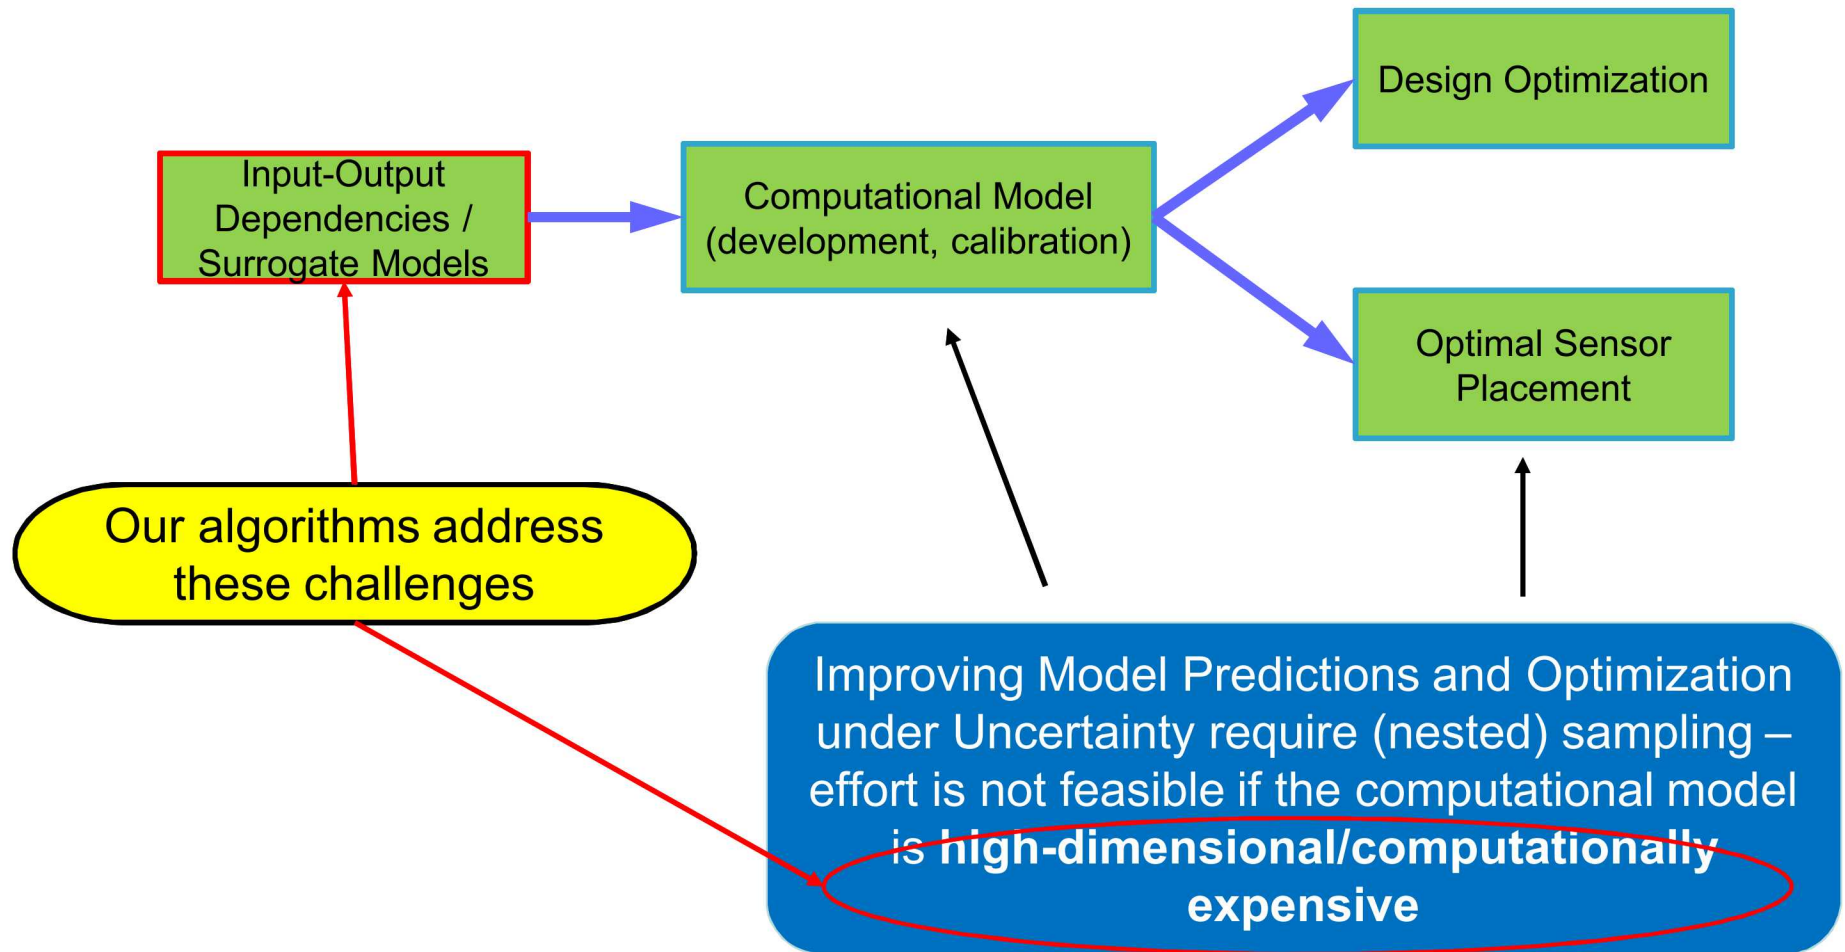 Design Optimization
Input-Output
Dependencies /
Surrogate Models
Computational Model
(development, calibration)
Optimal Sensor
Placement
Our algorithms address
these challenges
Improving Model Predictions and Optimization
under Uncertainty require (nested) sampling –
effort is not feasible if the computational model
is high-dimensional/computationally
expensive